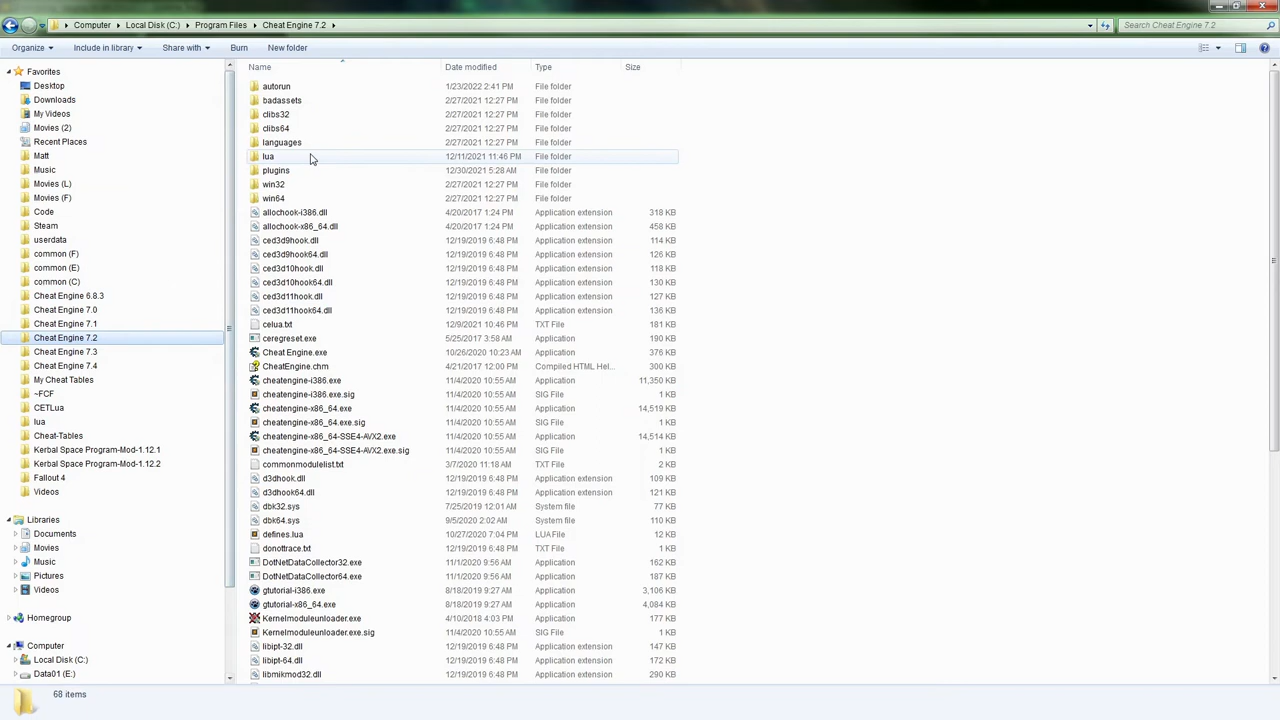 Computer Local Disk (C:) Program Files Cheat Engine 7.2 Search Cheat Engine 7.2
Organize Include in library Share with Burn New folder
Favorites
Desktop
Downloads
My Videos
Movies (2)
Recent Places
Matt
Music
Movies (L)
Movies (F)
Code
Steam
userdata
common (F)
common (E)
common (C)
Cheat Engine 6.8.3
Cheat Engine 7.0
Cheat Engine 7.1
Cheat Engine 7.2
Cheat Engine 7.3
Cheat Engine 7.4
My Cheat Tables
~FCF
CETLua
lua
Cheat-Tables
Kerbal Space Program-Mod-1.12.1
Kerbal Space Program-Mod-1.12.2
Fallout 4
Videos
Libraries
Documents
Movies
Music
Pictures
Videos
Homegroup
Computer
Local Disk (C:)
Data01 (E:)
Name Date modified Type Size
autorun 1/23/2022 2:41 PM File folder
badassets 2/27/2021 12:27 PM File folder
clibs32 2/27/2021 12:27 PM File folder
clibs64 2/27/2021 12:27 PM File folder
languages 2/27/2021 12:27 PM File folder
lua 12/11/2021 11:46 PM File folder
plugins 12/30/2021 5:28 AM File folder
win32 2/27/2021 12:27 PM File folder
win64 2/27/2021 12:27 PM File folder
allochook-i386.dll 4/20/2017 1:24 PM Application extension 318 KB
allochook-x86_64.dll 4/20/2017 1:24 PM Application extension 458 KB
ced3d9hook.dll 12/19/2019 6:48 PM Application extension 114 KB
ced3d9hook64.dll 12/19/2019 6:48 PM Application extension 126 KB
ced3d10hook.dll 12/19/2019 6:48 PM Application extension 118 KB
ced3d10hook64.dll 12/19/2019 6:48 PM Application extension 130 KB
ced3d11hook.dll 12/19/2019 6:48 PM Application extension 127 KB
ced3d11hook64.dll 12/19/2019 6:48 PM Application extension 136 KB
celua.txt 12/9/2021 10:46 PM TXT File 181 KB
ceregreset.exe 5/25/2017 3:58 AM Application 190 KB
Cheat Engine.exe 10/26/2020 10:23 AM Application 376 KB
CheatEngine.chm 4/21/2017 12:00 PM Compiled HTML Hel... 300 KB
cheatengine-i386.exe 11/4/2020 10:55 AM Application 11,350 KB
cheatengine-i386.exe.sig 11/4/2020 10:55 AM SIG File 1 KB
cheatengine-x86_64.exe 11/4/2020 10:55 AM Application 14,519 KB
cheatengine-x86_64.exe.sig 11/4/2020 10:55 AM SIG File 1 KB
cheatengine-x86_64-SSE4-AVX2.exe 11/4/2020 10:55 AM Application 14,514 KB
cheatengine-x86_64-SSE4-AVX2.exe.sig 11/4/2020 10:55 AM SIG File 1 KB
commonmodulelist.txt 3/7/2020 11:18 AM TXT File 2 KB
d3dhook.dll 12/19/2019 6:48 PM Application extension 109 KB
d3dhook64.dll 12/19/2019 6:48 PM Application extension 121 KB
dbk32.sys 7/25/2019 12:01 AM System file 77 KB
dbk64.sys 9/5/2020 2:02 AM System file 110 KB
defines.lua 10/27/2020 7:04 PM LUA File 12 KB
donottrace.txt 12/19/2019 6:48 PM TXT File 1 KB
DotNetDataCollector32.exe 11/1/2020 9:56 AM Application 162 KB
DotNetDataCollector64.exe 11/1/2020 9:56 AM Application 187 KB
gtutorial-i386.exe 8/18/2019 9:27 AM Application 3,106 KB
gtutorial-x86_64.exe 8/18/2019 9:27 AM Application 4,084 KB
Kernelmoduleunloader.exe 4/10/2018 4:03 PM Application 177 KB
Kernelmoduleunloader.exe.sig 11/4/2020 10:55 AM SIG File 1 KB
libipt-32.dll 12/19/2019 6:48 PM Application extension 147 KB
libipt-64.dll 12/19/2019 6:48 PM Application extension 172 KB
libmikmod32.dll 12/19/2019 6:48 PM Application extension 290 KB
68 items